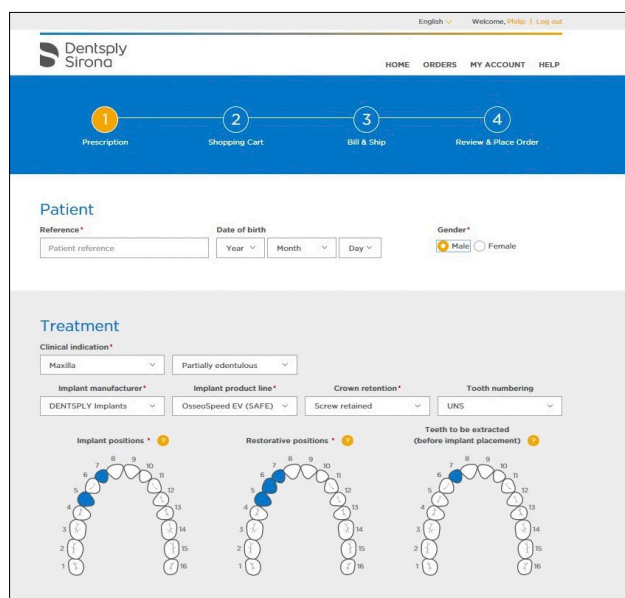 English Welcome, Philip | Log out
Dentsply
Sirona
HOME ORDERS MY ACCOUNT HELP
1 2 3 4
Prescription Shopping Cart Bill & Ship Review & Place Order
Patient
Reference* Date of birth Gender*
Patient reference Year Month Day Male Female
Treatment
Clinical indication*
Maxilla Partially edentulous
Implant manufacturer* Implant product line* Crown retention* Tooth numbering
DENTSPLY Implants OsseoSpeed EV (SAFE) Screw retained UNS
Implant positions * ? Restorative positions * ? Teeth to be extracted
(before implant placement) ?
8 9 8 9 8 9
7 10 7 10 7 10
6 11 6 11 6 11
5 12 5 12 5 12
4 13 4 13 4 13
3 14 3 14 3 14
2 15 2 15 2 15
1 16 1 16 1 16